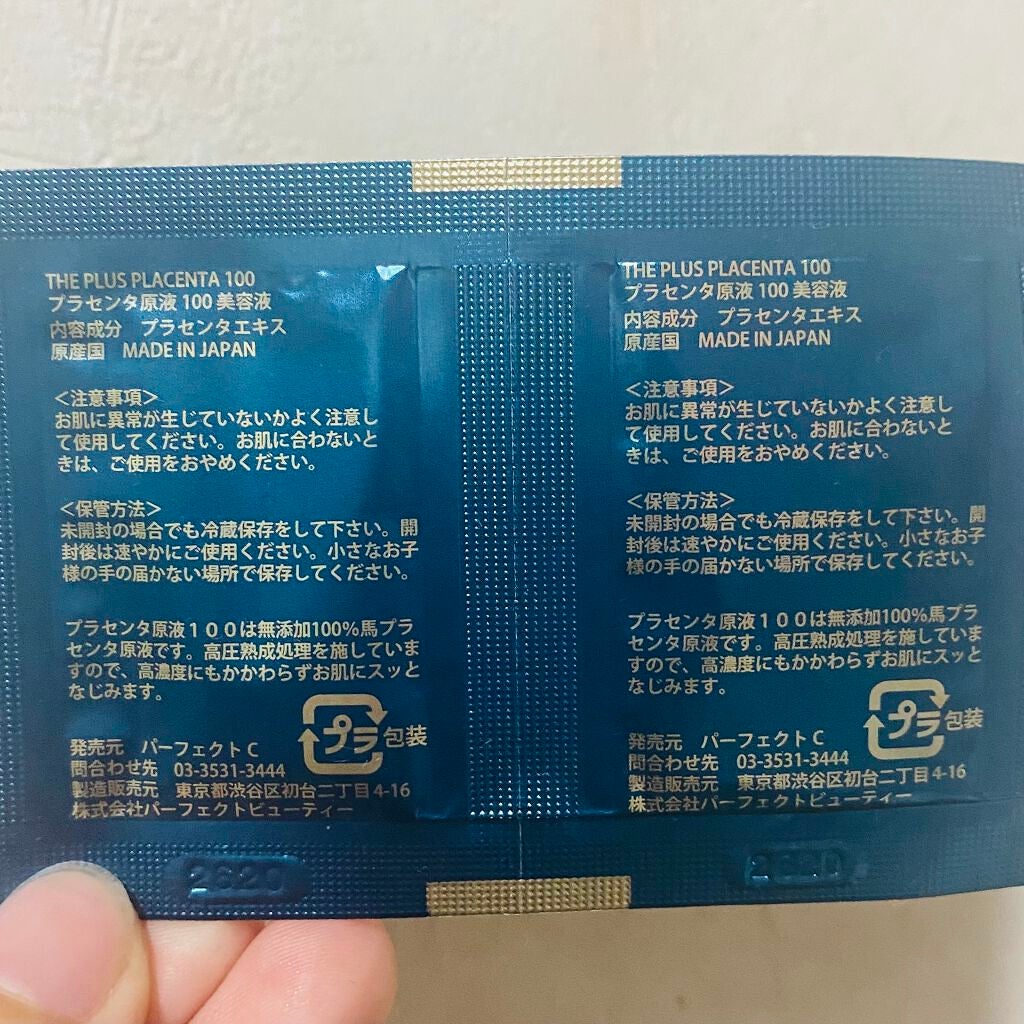 THE PLUS PLACENTA 100
プラセンタ原液 100 美容液
内容成分　プラセンタエキス
原産国　MADE IN JAPAN
＜注意事項＞
お肌に異常が生じていないかよく注意し
て使用してください。お肌に合わないと
きは、ご使用をおやめください。
＜保管方法＞
未開封の場合でも冷蔵保存をして下さい。開
封後は速やかにご使用ください。小さなお子
様の手の届かない場所で保存してください。
プラセンタ原液１００は無添加100%馬プラ
センタ原液です。高圧熟成処理を施していま
すので、高濃度にもかかわらずお肌にスッと
なじみます。
プラ 包装
発売元　パーフェクトC
問合わせ先　03-3531-3444
製造販売元　東京都渋谷区初台二丁目4-16
株式会社パーフェクトビューティー
2620
THE PLUS PLACENTA 100
プラセンタ原液 100 美容液
内容成分　プラセンタエキス
原産国　MADE IN JAPAN
＜注意事項＞
お肌に異常が生じていないかよく注意し
て使用してください。お肌に合わないと
きは、ご使用をおやめください。
＜保管方法＞
未開封の場合でも冷蔵保存をして下さい。開
封後は速やかにご使用ください。小さなお子
様の手の届かない場所で保存してください。
プラセンタ原液１００は無添加100%馬プラ
センタ原液です。高圧熟成処理を施していま
すので、高濃度にもかかわらずお肌にスッと
なじみます。
プラ 包装
発売元　パーフェクトC
問合わせ先　03-3531-3444
製造販売元　東京都渋谷区初台二丁目4-16
株式会社パーフェクトビューティー